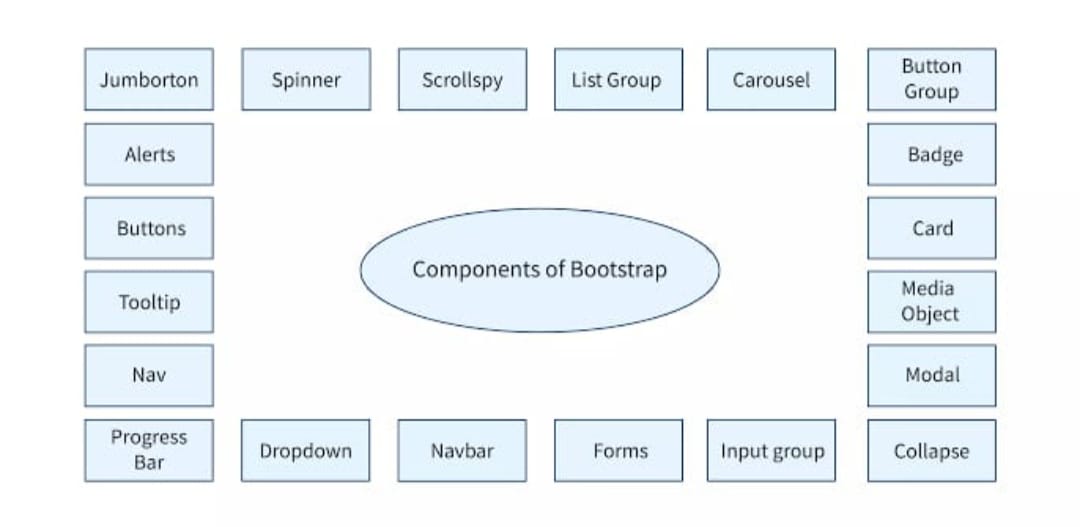 Jumborton
Spinner
Scrollspy
List Group
Carousel
Button
Group
Alerts
Badge
Buttons
Card
Components of Bootstrap
Tooltip
Media
Object
Nav
Modal
Progress
Bar
Dropdown
Navbar
Forms
Input group
Collapse